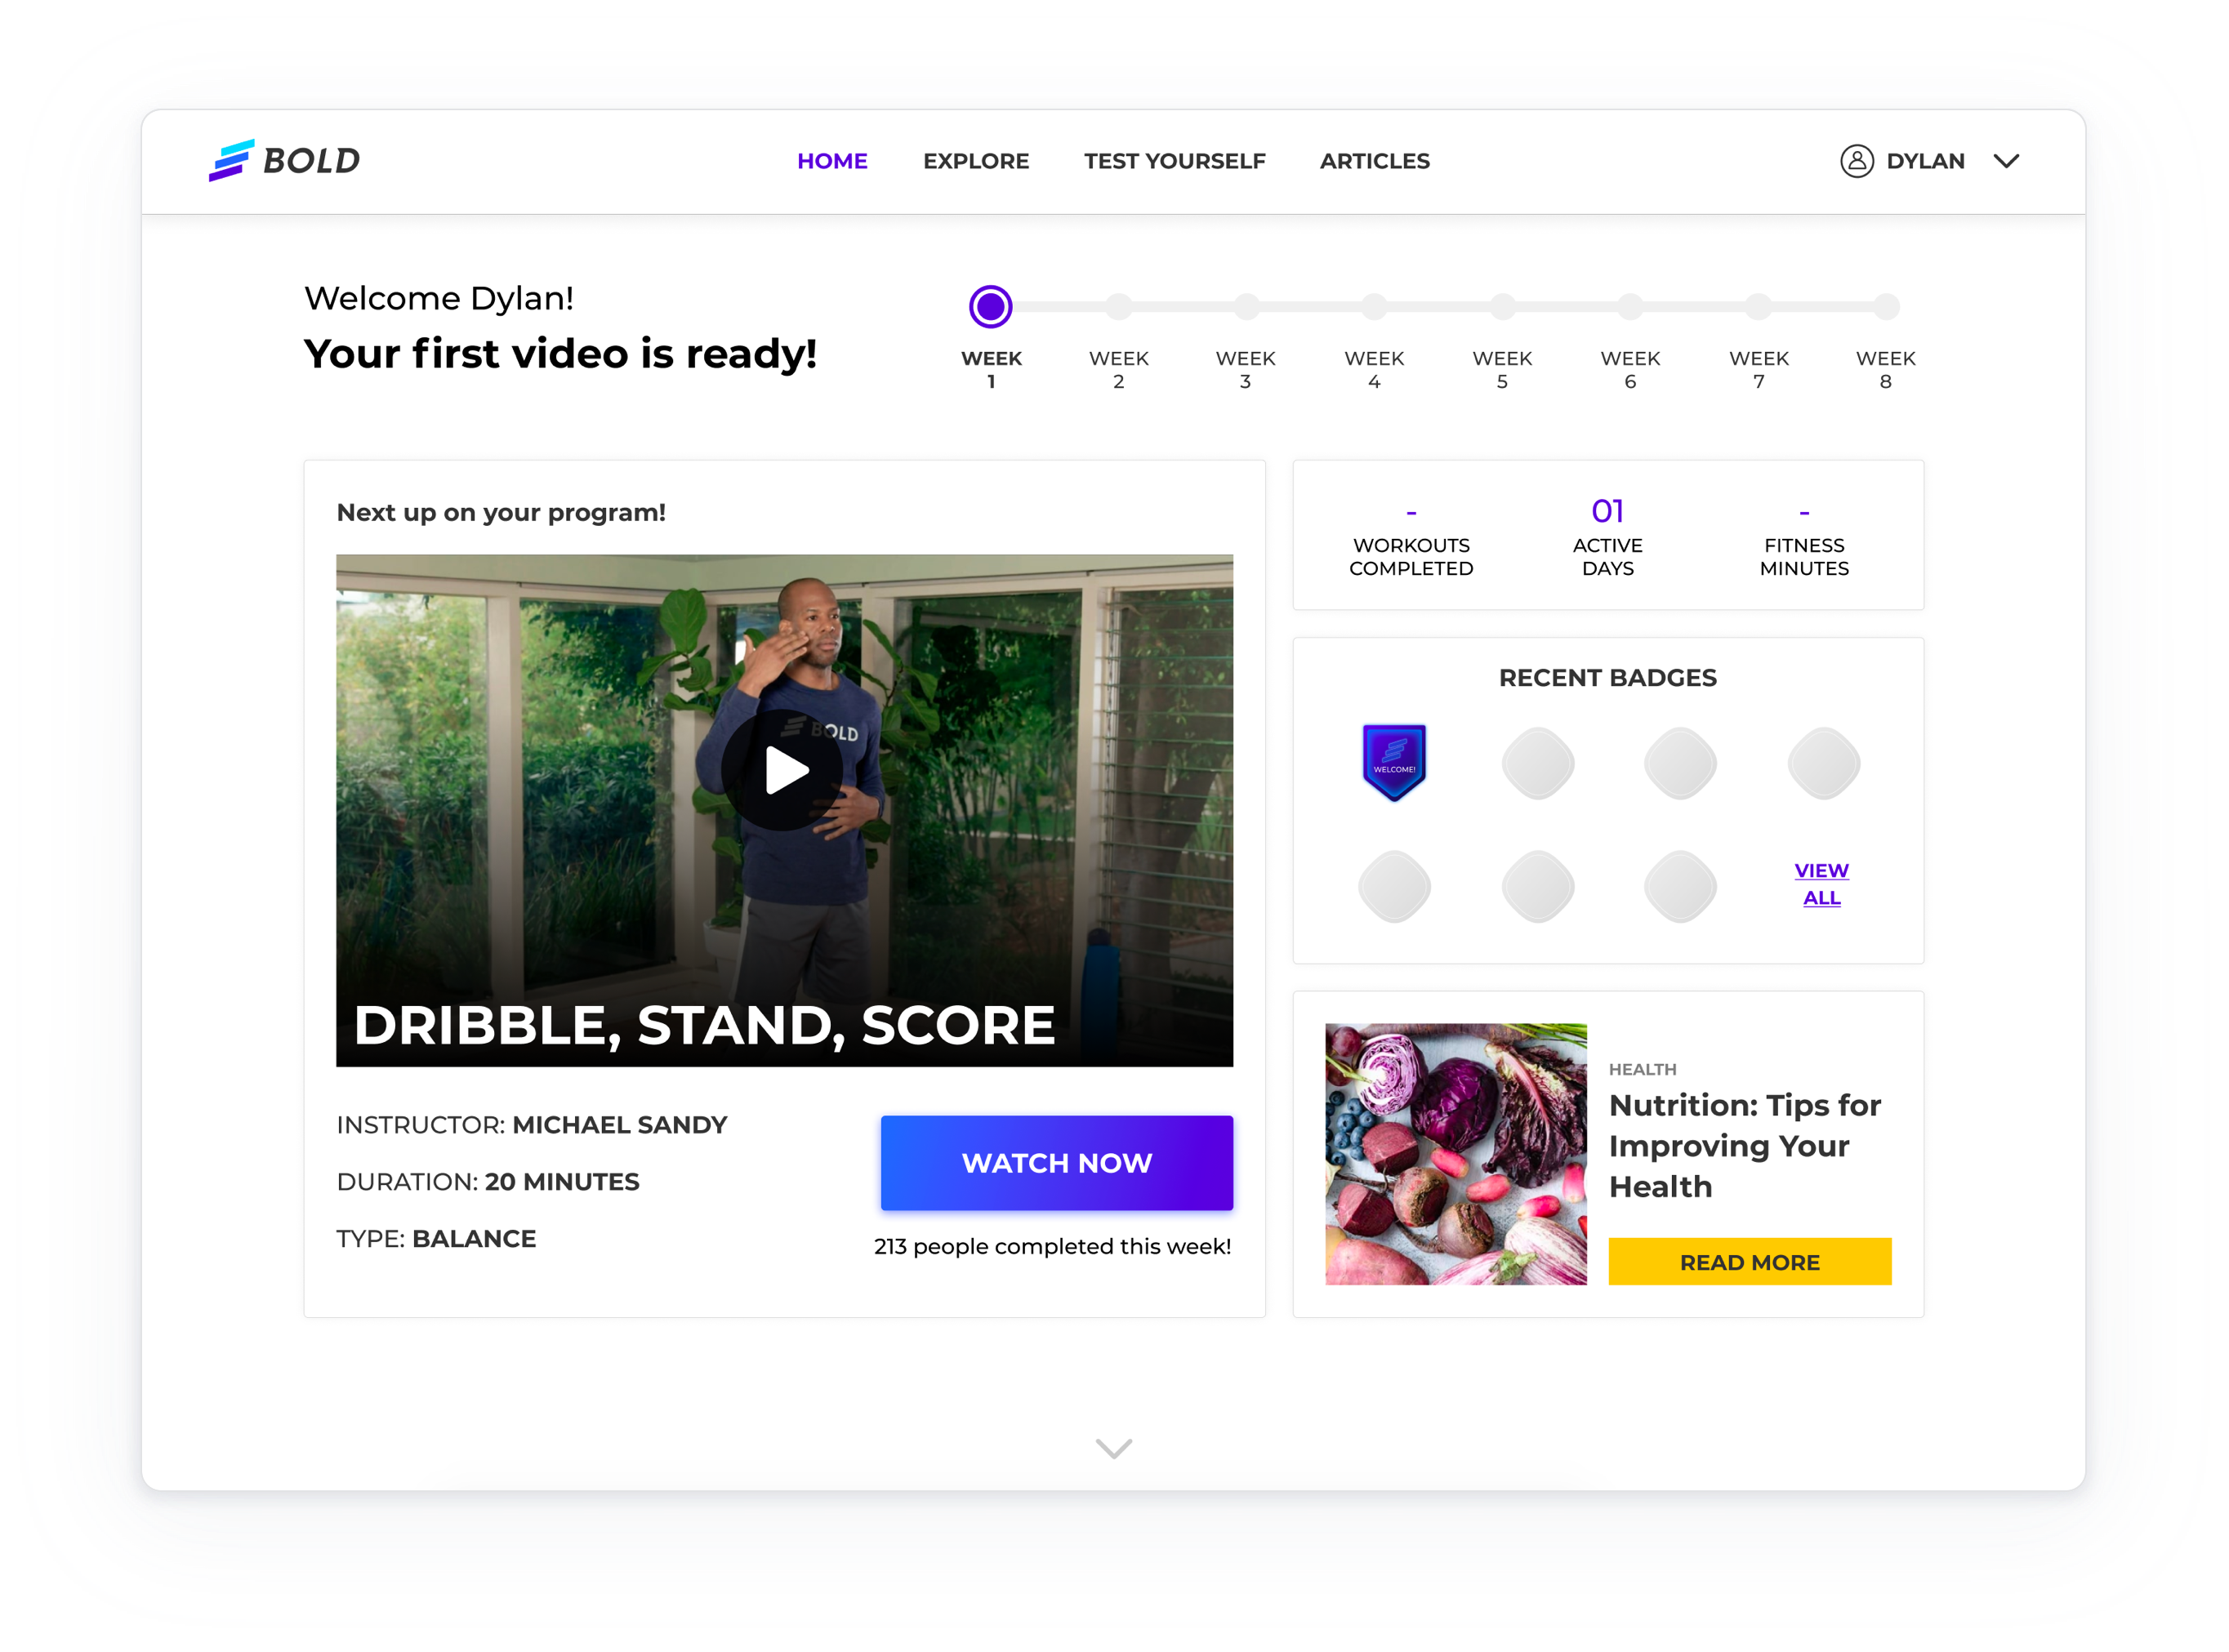 BOLD
HOME
EXPLORE
TEST YOURSELF
ARTICLES
DYLAN
Welcome Dylan!
Your first video is ready!
WEEK
1
WEEK
2
WEEK
3
WEEK
4
WEEK
5
WEEK
6
WEEK
7
WEEK
8
Next up on your program!
BOLD
DRIBBLE, STAND, SCORE
INSTRUCTOR: MICHAEL SANDY
DURATION: 20 MINUTES
TYPE: BALANCE
WATCH NOW
213 people completed this week!
-
WORKOUTS
COMPLETED
01
ACTIVE
DAYS
-
FITNESS
MINUTES
RECENT BADGES
WELCOME!
VIEW
ALL
HEALTH
Nutrition: Tips for
Improving Your
Health
READ MORE